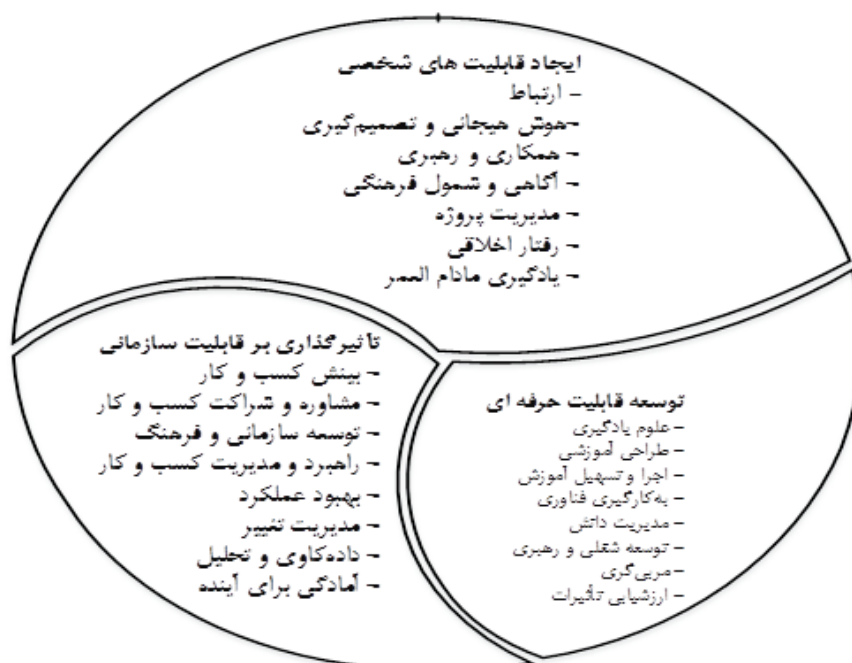 ایجاد قابلیت های شخصی
- ارتباط
-هوش هیجانی و تصمیم‌گیری
- همکاری و رهبری
- آگاهی و شمول فرهنگی
- مدیریت پروژه
- رفتار اخلاقی
- یادگیری مادام العمر
توسعه قابلیت حرفه ای
- علوم یادگیری
- طراحی آموزشی
- اجرا و تسهیل آموزش
- به‌کارگیری فناوری
- مدیریت دانش
- توسعه شغلی و رهبری
- مربی‌گری
- ارزشیابی تأثیرات
تأثیرگذاری بر قابلیت سازمانی
- بینش کسب و کار
- مشاوره و شراکت کسب و کار
- توسعه سازمانی و فرهنگ
- راهبرد و مدیریت کسب و کار
- بهبود عملکرد
- مدیریت تغییر
- داده‌کاوی و تحلیل
- آمادگی برای آینده